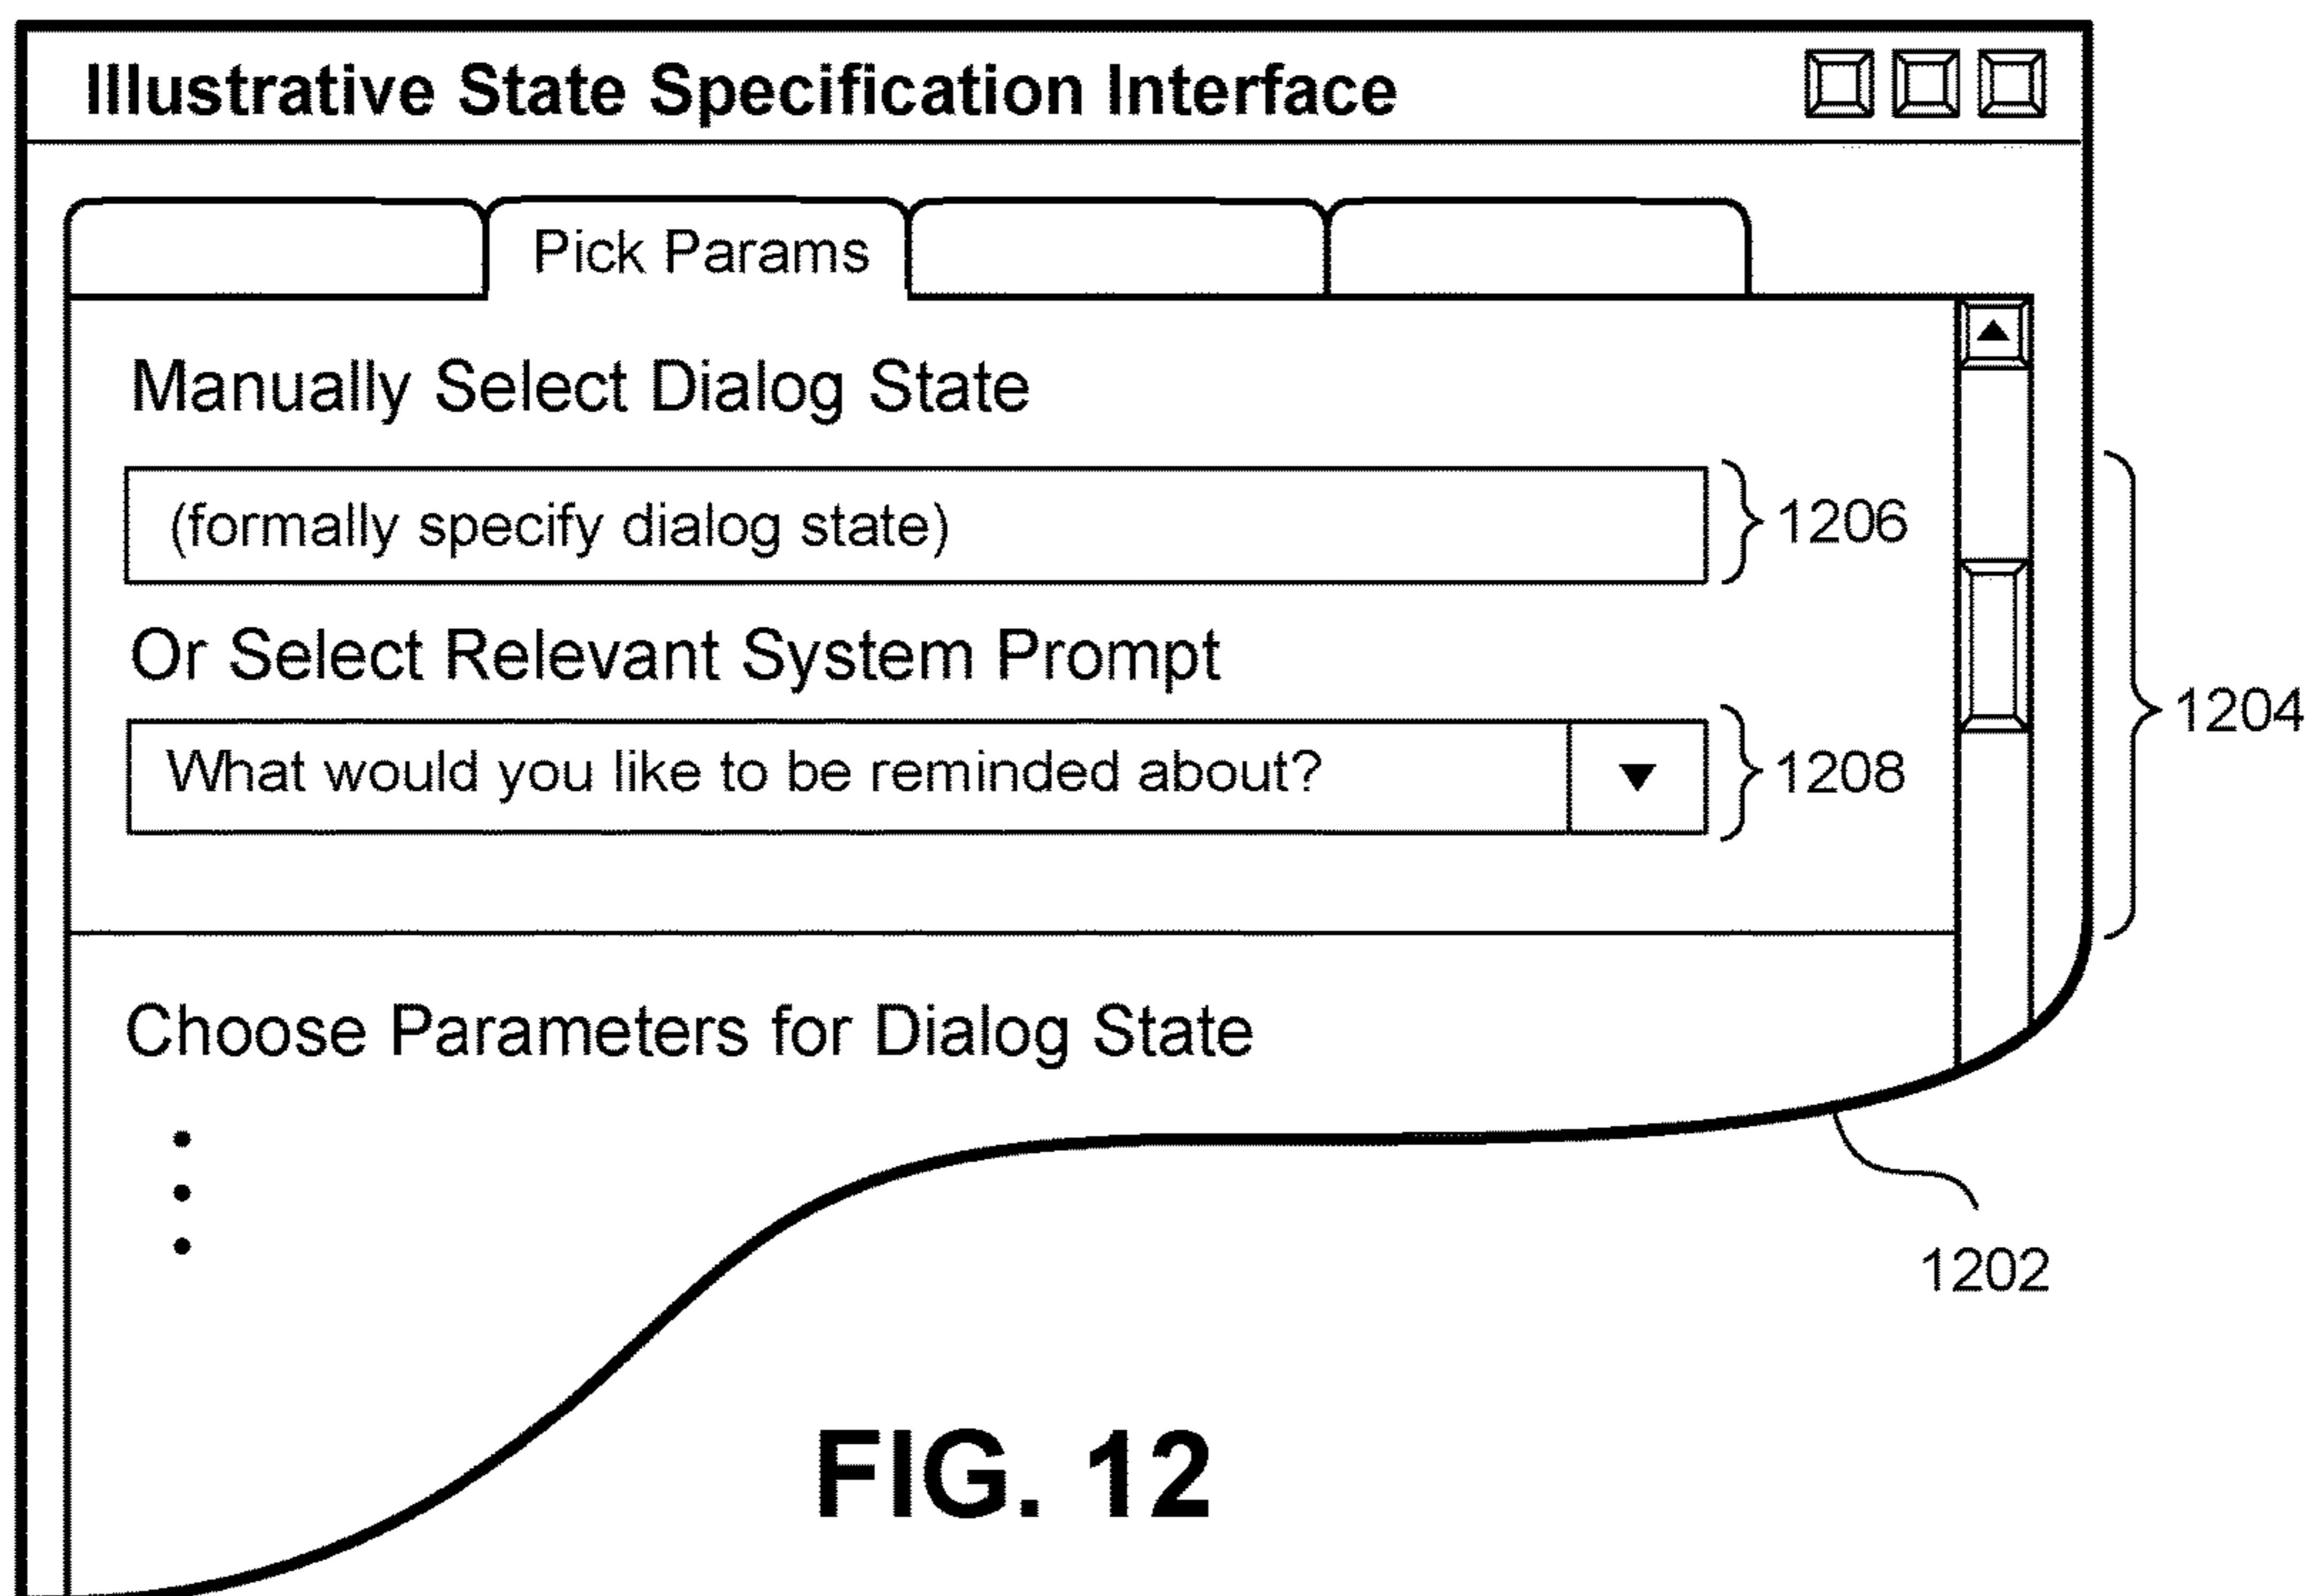 Illustrative State Specification Interface
Pick Params
Manually Select Dialog State
(formally specify dialog state)
1206
Or Select Relevant System Prompt
1204
What would you like to be reminded about?
1208
Choose Parameters for Dialog State
1202
FIG. 12